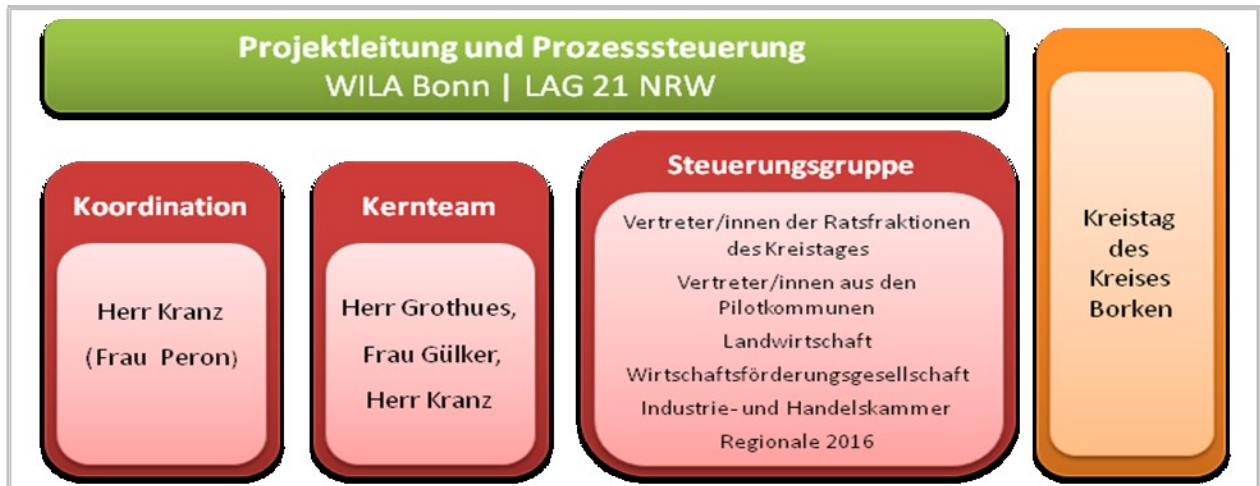 Projektleitung und Prozesssteuerung
WILA Bonn | LAG 21 NRW
Koordination
Herr Kranz
(Frau Peron)
Kernteam
Herr Grothues,
Frau Gülker,
Herr Kranz
Steuerungsgruppe
Vertreter/innen der Ratsfraktionen
des Kreistages
Vertreter/innen aus den
Pilotkommunen
Landwirtschaft
Wirtschaftsförderungsgesellschaft
Industrie- und Handelskammer
Regionale 2016
Kreistag
des
Kreises
Borken